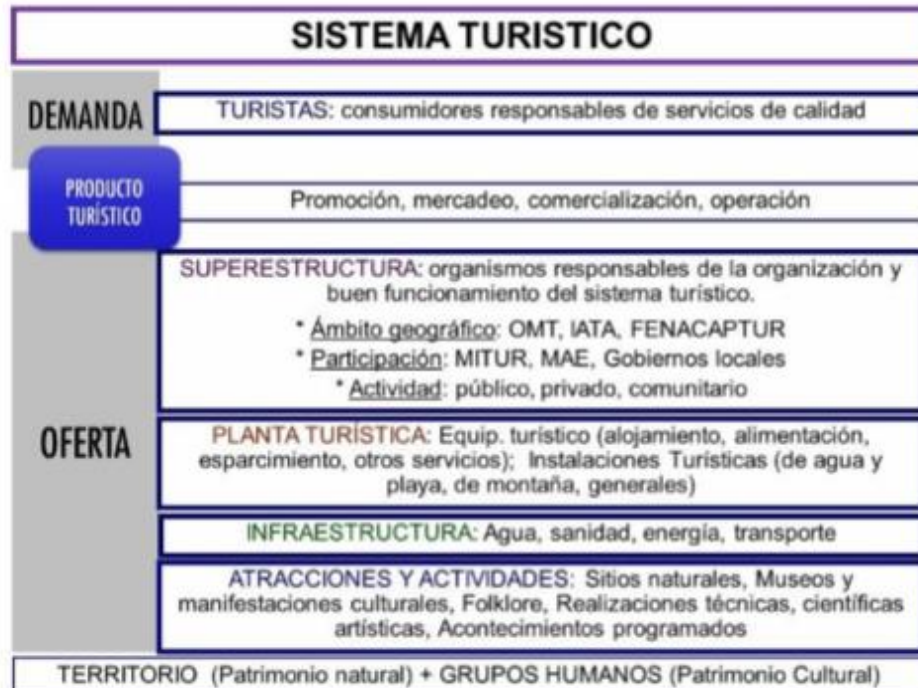 SISTEMA TURISTICO
DEMANDA
TURISTAS: consumidores responsables de servicios de calidad
PRODUCTO
TURÍSTICO
Promoción, mercadeo, comercialización, operación
OFERTA
SUPERESTRUCTURA: organismos responsables de la organización y
buen funcionamiento del sistema turístico.
* Ámbito geográfico: OMT, IATA, FENACAPTUR
* Participación: MITUR, MAE, Gobiernos locales
* Actividad: público, privado, comunitario
PLANTA TURÍSTICA: Equip. turístico (alojamiento, alimentación,
esparcimiento, otros servicios); Instalaciones Turísticas (de agua y
playa, de montaña, generales)
INFRAESTRUCTURA: Agua, sanidad, energía, transporte
ATRACCIONES Y ACTIVIDADES: Sitios naturales, Museos y
manifestaciones culturales, Folklore, Realizaciones técnicas, científicas
artísticas, Acontecimientos programados
TERRITORIO (Patrimonio natural) + GRUPOS HUMANOS (Patrimonio Cultural)